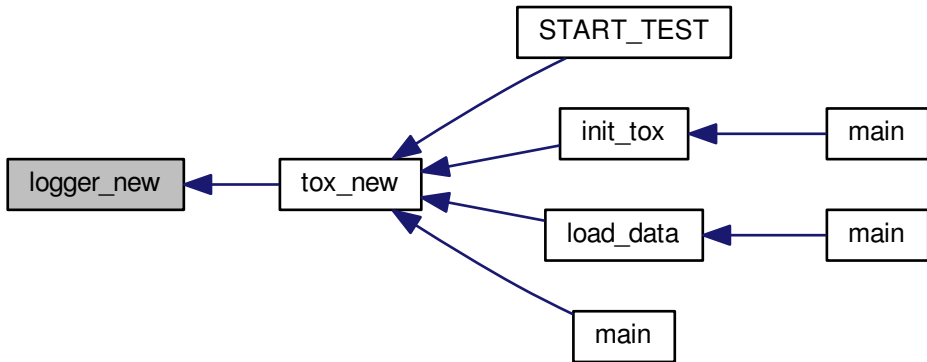 START_TEST
init_tox
main
logger_new
tox_new
load_data
main
main